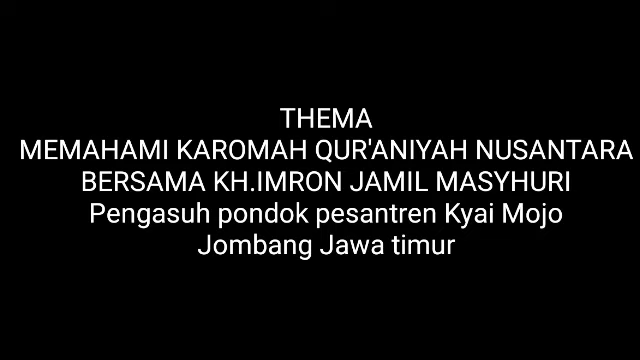 THEMA
MEMAHAMI KAROMAH QUR'ANIYAH NUSANTARA
BERSAMA KH.IMRON JAMIL MASYHURI
Pengasuh pondok pesantren Kyai Mojo
Jombang Jawa timur